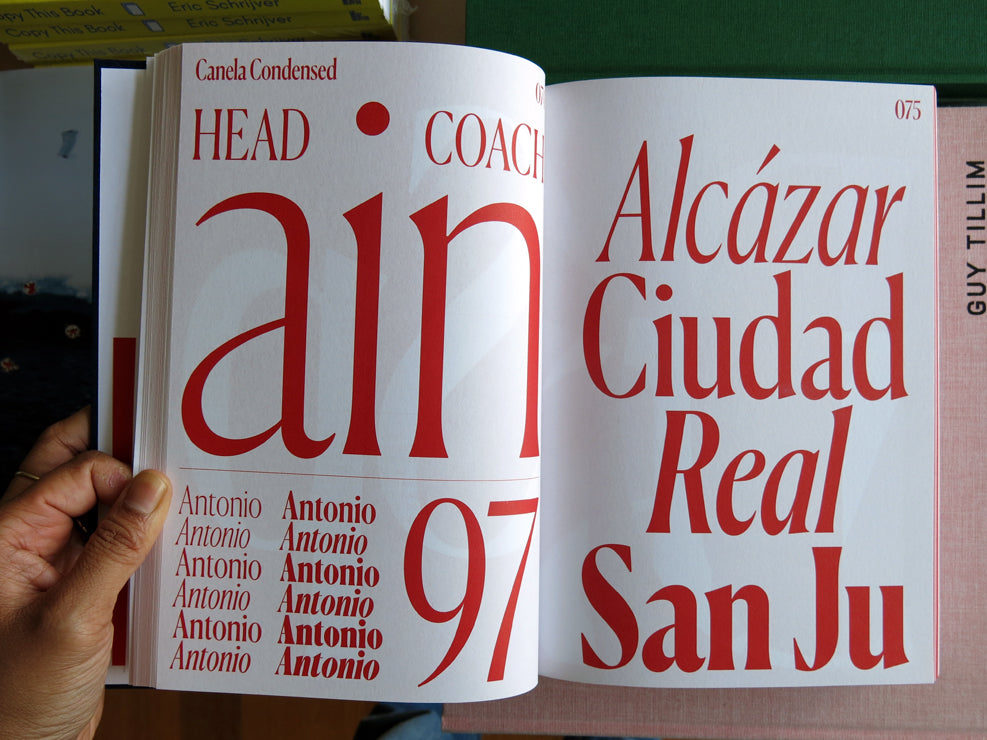 Copy This Book Eric Schrijver
Copy This Book Eric Schrijver
Canela Condensed
HEAD COACH
ain
Antonio Antonio
Antonio Antonio
Antonio Antonio
Antonio Antonio
Antonio Antonio
Antonio Antonio
97
075
Alcázar
Ciudad
Real
San Ju
GUY TILLIM